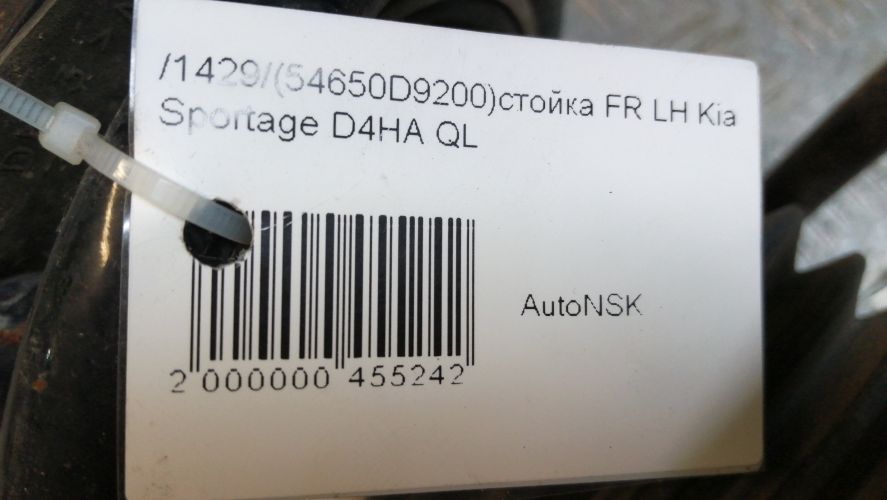 /1429/(54650D9200)стойка FR LH Kia
Sportage D4HA QL
AutoNSK
2 000000 455242